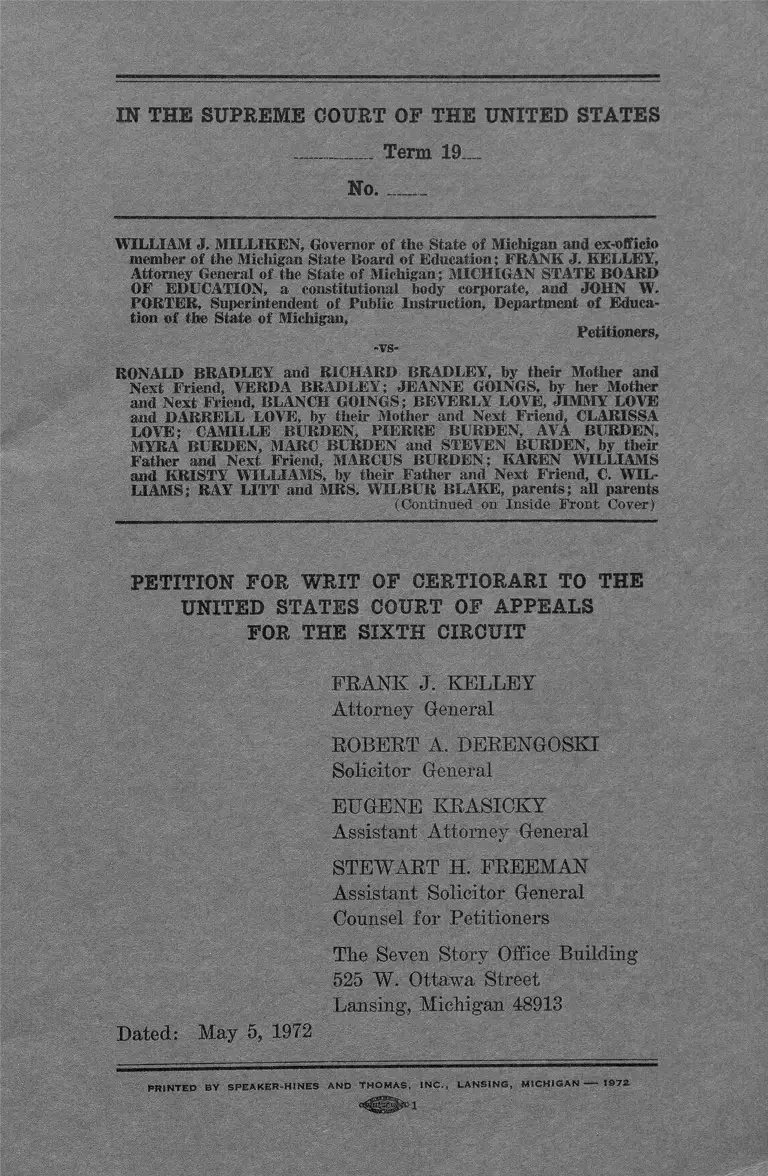 IN THE SUPREME COURT OF THE UNITED STATES
Term 19
No.
WILLIAM J. MILLIKEN, Governor of the State of Michigan and ex-officio
member of the Michigan State Board of Education; FRANK J. KELLEY,
Attorney General of the State of Michigan; MICHIGAN STATE BOARD
OF EDUCATION, a constitutional body corporate, and JOHN W.
PORTER, Superintendent of Public Instruction, Department of Educa-
tion of the State of Michigan,
Petitioners,
-vs-
RONALD BRADLEY and RICHARD BRADLEY, by their Mother and
Next Friend, VERDA BRADLEY; JEANNE GOINGS, by her Mother
and Next Friend, BLANCH GOINGS; BEVERLY LOVE, JIMMY LOVE
and DARRELL LOVE, by their Mother and Next Friend, CLARISSA
LOVE; CAMILLE BURDEN, PIERRE BURDEN, AVA BURDEN,
MYRA BURDEN, MARC BURDEN and STEVEN BURDEN, by their
Father and Next Friend, MARCUS BURDEN; KAREN WILLIAMS
and KRISTY WILLIAMS, by their Father and Next Friend, C. WIL-
LIAMS; RAY LITT and MRS. WILBUR BLAKE, parents; all parents
(Continued on Inside Front Cover)
PETITION FOR WRIT OF CERTIORARI TO THE
UNITED STATES COURT OF APPEALS
FOR THE SIXTH CIRCUIT
FRANK J. KELLEY
Attorney General
ROBERT A. DERENGOSKI
Solicitor General
EUGENE KRASICKY
Assistant Attorney General
STEWART H. FREEMAN
Assistant Solicitor General
Counsel for Petitioners
The Seven Story Office Building
525 W. Ottawa Street
Lansing, Michigan 48913
Dated: May 5, 1972
PRINTED BY SPEAKER-HINES AND THOMAS, INC., LANSING, MICHIGAN — 1972
1